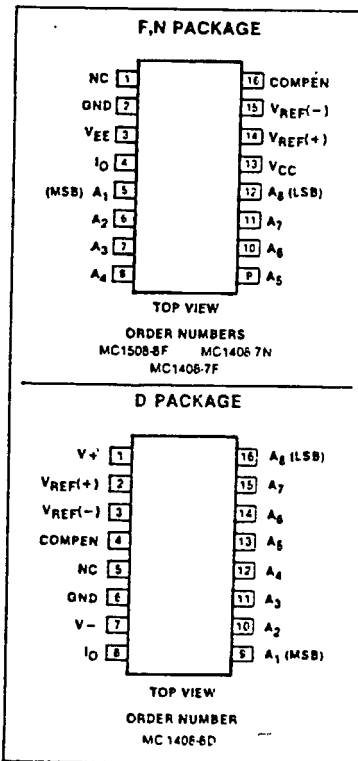 F,N PACKAGE
NC 1 16 COMPEN
GND 2 15 VREF(-)
VEE 3 14 VREF(+)
IO 4 13 VCC
(MSB) A1 5 12 A8 (LSB)
A2 6 11 A7
A3 7 10 A6
A4 8 9 A5
TOP VIEW
ORDER NUMBERS
MC1508-8F MC1408-7N
MC1408-7F
D PACKAGE
V+ 1 16 A8 (LSB)
VREF(+) 2 15 A7
VREF(-) 3 14 A6
COMPEN 4 13 A5
NC 5 12 A4
GND 6 11 A3
V- 7 10 A2
IO 8 9 A1 (MSB)
TOP VIEW
ORDER NUMBER
MC 1408-8D